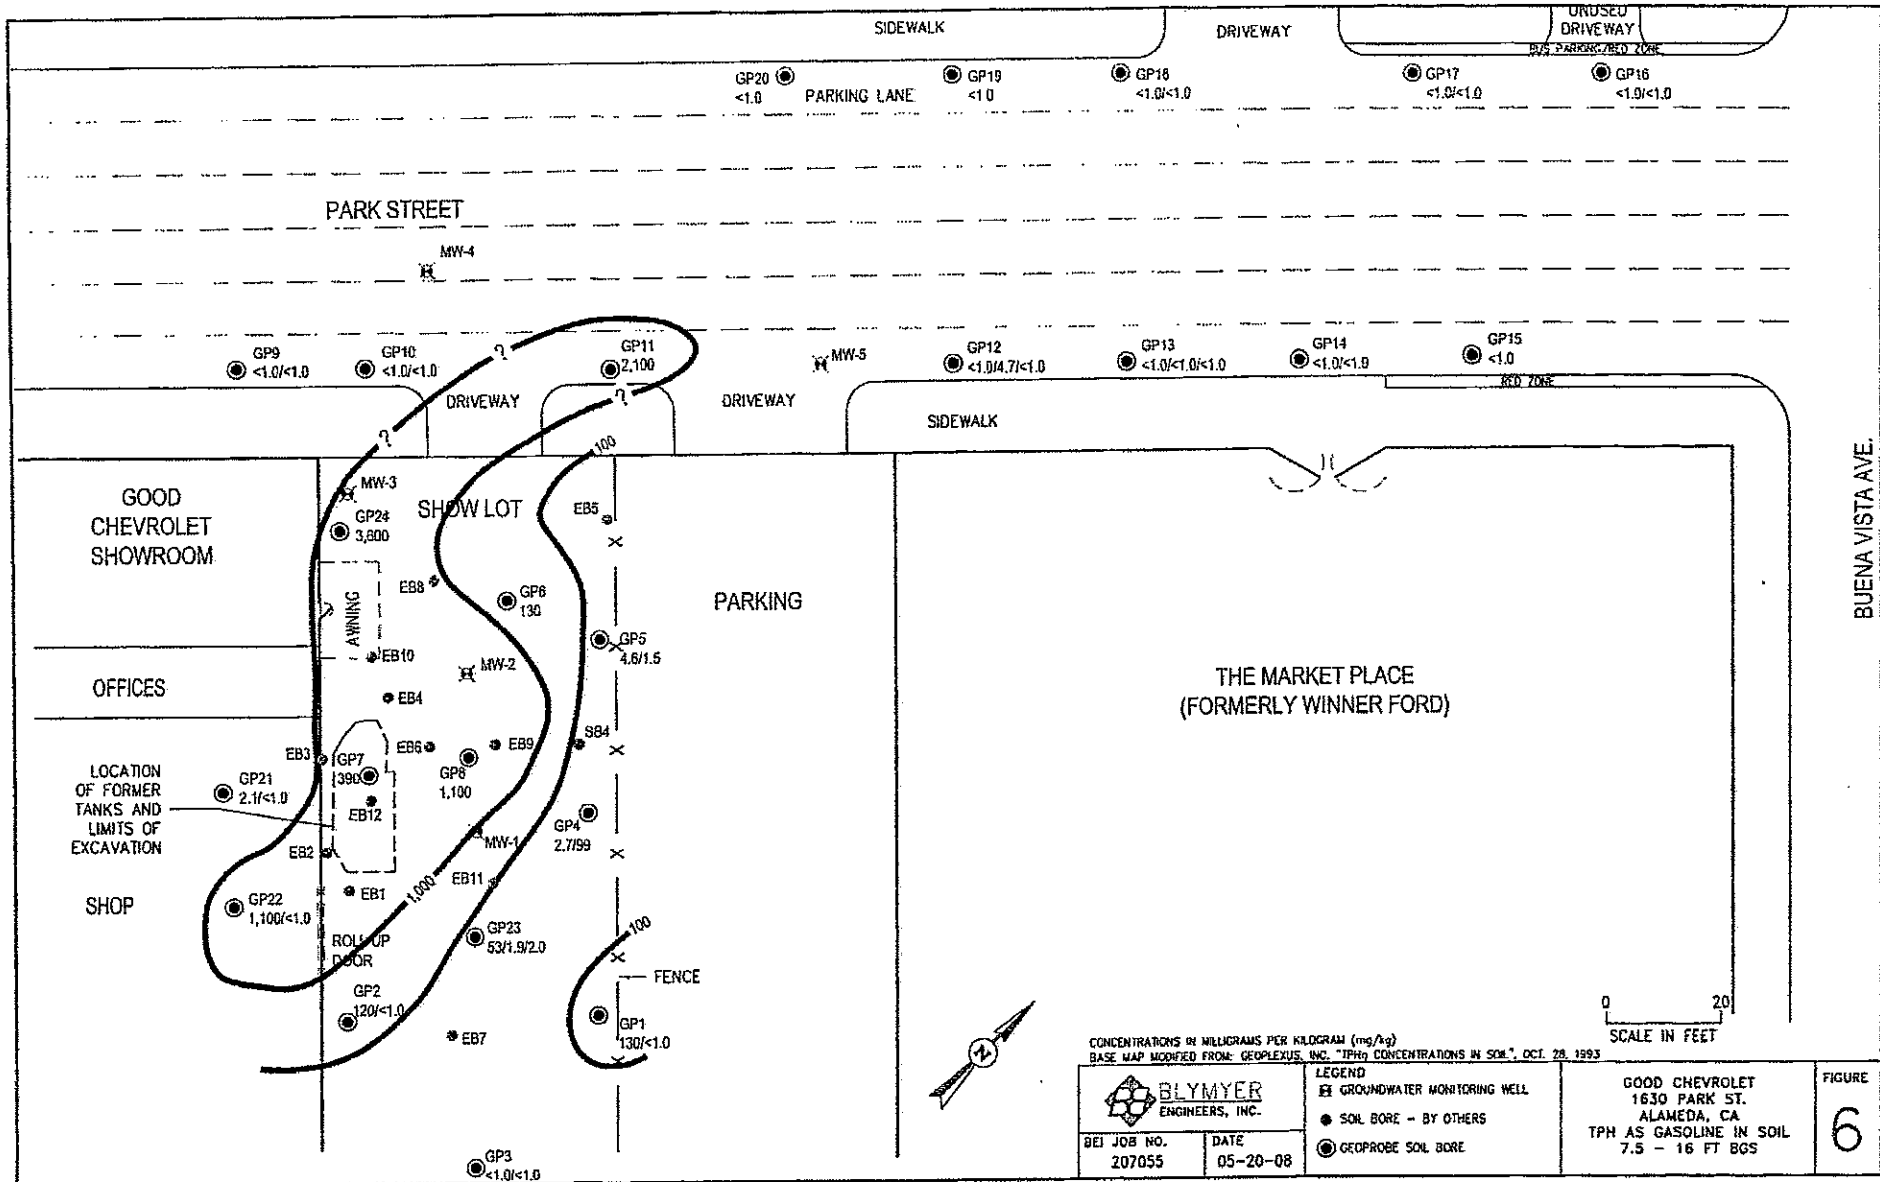 SIDEWALK
DRIVEWAY
UNUSED
DRIVEWAY
BUS PARKING/RED ZONE
GP20
<1.0
PARKING LANE
GP19
<1.0
GP18
<1.0/<1.0
GP17
<1.0/<1.0
GP16
<1.0/<1.0
PARK STREET
MW-4
GP9
<1.0/<1.0
GP10
<1.0/<1.0
?
GP11
2,100
MW-5
GP12
<1.0/4.7/<1.0
GP13
<1.0/<1.0/<1.0
GP14
<1.0/<1.9
GP15
<1.0
RED ZONE
DRIVEWAY
?
DRIVEWAY
SIDEWALK
?
100
GOOD
CHEVROLET
SHOWROOM
MW-3
GP24
3,600
SHOW LOT
EB5
AWNING
EB8
GP6
130
PARKING
GP5
4.6/1.5
EB10
MW-2
OFFICES
EB4
THE MARKET PLACE
(FORMERLY WINNER FORD)
BUENA VISTA AVE.
EB3
GP7
390
EB6
EB9
SB4
GP8
1,100
LOCATION
OF FORMER
TANKS AND
LIMITS OF
EXCAVATION
GP21
2.1/<1.0
EB12
GP4
2.7/99
MW-1
EB2
EB11
1,000
EB1
SHOP
GP22
1,100/<1.0
ROLL UP
DOOR
GP23
53/1.9/2.0
100
FENCE
GP2
120/<1.0
GP1
130/<1.0
EB7
GP3
<1.0/<1.0
N
0 20
SCALE IN FEET
CONCENTRATIONS IN MILLIGRAMS PER KILOGRAM (mg/kg)
BASE MAP MODIFIED FROM: GEOPLEXUS, INC. "TPHg CONCENTRATIONS IN SOIL", OCT. 28, 1993
BLYMYER
ENGINEERS, INC.
BEI JOB NO.
207055
DATE
05-20-08
LEGEND
GROUNDWATER MONITORING WELL
SOIL BORE - BY OTHERS
GEOPROBE SOIL BORE
GOOD CHEVROLET
1630 PARK ST.
ALAMEDA, CA
TPH AS GASOLINE IN SOIL
7.5 - 16 FT BGS
FIGURE
6